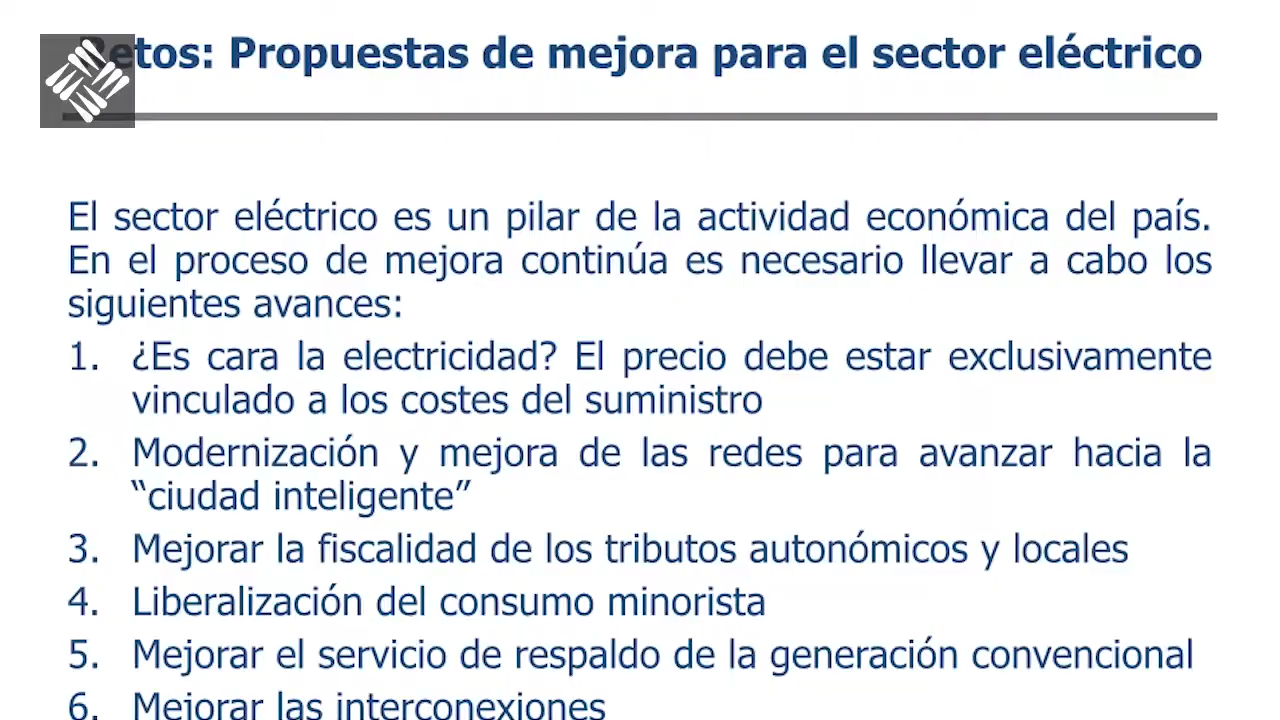 Retos: Propuestas de mejora para el sector eléctrico
El sector eléctrico es un pilar de la actividad económica del país.
En el proceso de mejora continúa es necesario llevar a cabo los
siguientes avances:
1. ¿Es cara la electricidad? El precio debe estar exclusivamente
vinculado a los costes del suministro
2. Modernización y mejora de las redes para avanzar hacia la
“ciudad inteligente”
3. Mejorar la fiscalidad de los tributos autonómicos y locales
4. Liberalización del consumo minorista
5. Mejorar el servicio de respaldo de la generación convencional
6. Mejorar las interconexiones